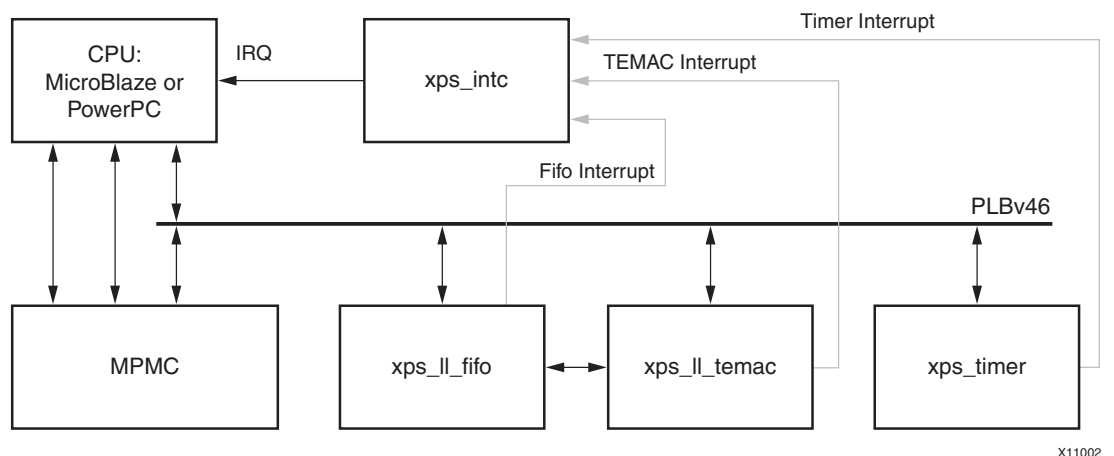 Timer Interrupt
CPU:
MicroBlaze or
PowerPC
IRQ
xps_intc
TEMAC Interrupt
Fifo Interrupt
PLBv46
MPMC
xps_ll_fifo
xps_ll_temac
xps_timer
X11002